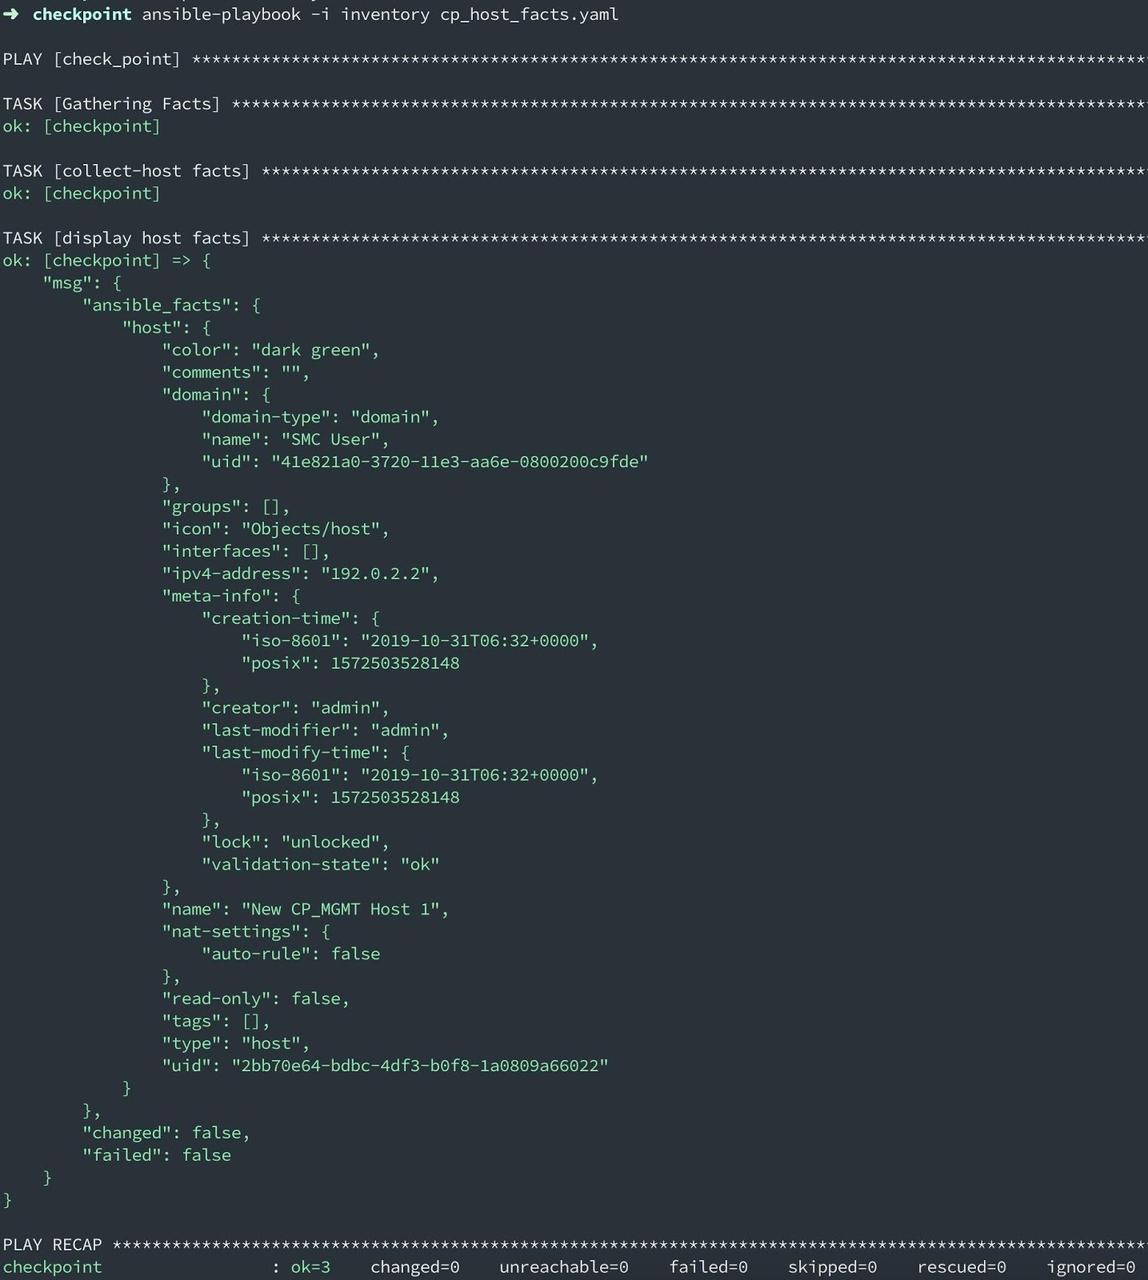 ➜ checkpoint ansible-playbook -i inventory cp_host_facts.yaml
PLAY [check_point] ************************************************************************************************
TASK [Gathering Facts] ********************************************************************************************
ok: [checkpoint]
TASK [collect-host facts] *****************************************************************************************
ok: [checkpoint]
TASK [display host facts] *****************************************************************************************
ok: [checkpoint] => {
    "msg": {
        "ansible_facts": {
            "host": {
                "color": "dark green",
                "comments": "",
                "domain": {
                    "domain-type": "domain",
                    "name": "SMC User",
                    "uid": "41e821a0-3720-11e3-aa6e-0800200c9fde"
                },
                "groups": [],
                "icon": "Objects/host",
                "interfaces": [],
                "ipv4-address": "192.0.2.2",
                "meta-info": {
                    "creation-time": {
                        "iso-8601": "2019-10-31T06:32+0000",
                        "posix": 1572503528148
                    },
                    "creator": "admin",
                    "last-modifier": "admin",
                    "last-modify-time": {
                        "iso-8601": "2019-10-31T06:32+0000",
                        "posix": 1572503528148
                    },
                    "lock": "unlocked",
                    "validation-state": "ok"
                },
                "name": "New CP_MGMT Host 1",
                "nat-settings": {
                    "auto-rule": false
                },
                "read-only": false,
                "tags": [],
                "type": "host",
                "uid": "2bb70e64-bdbc-4df3-b0f8-1a0809a66022"
            }
        },
        "changed": false,
        "failed": false
    }
}
PLAY RECAP ********************************************************************************************************
checkpoint                 : ok=3    changed=0    unreachable=0    failed=0    skipped=0    rescued=0    ignored=0